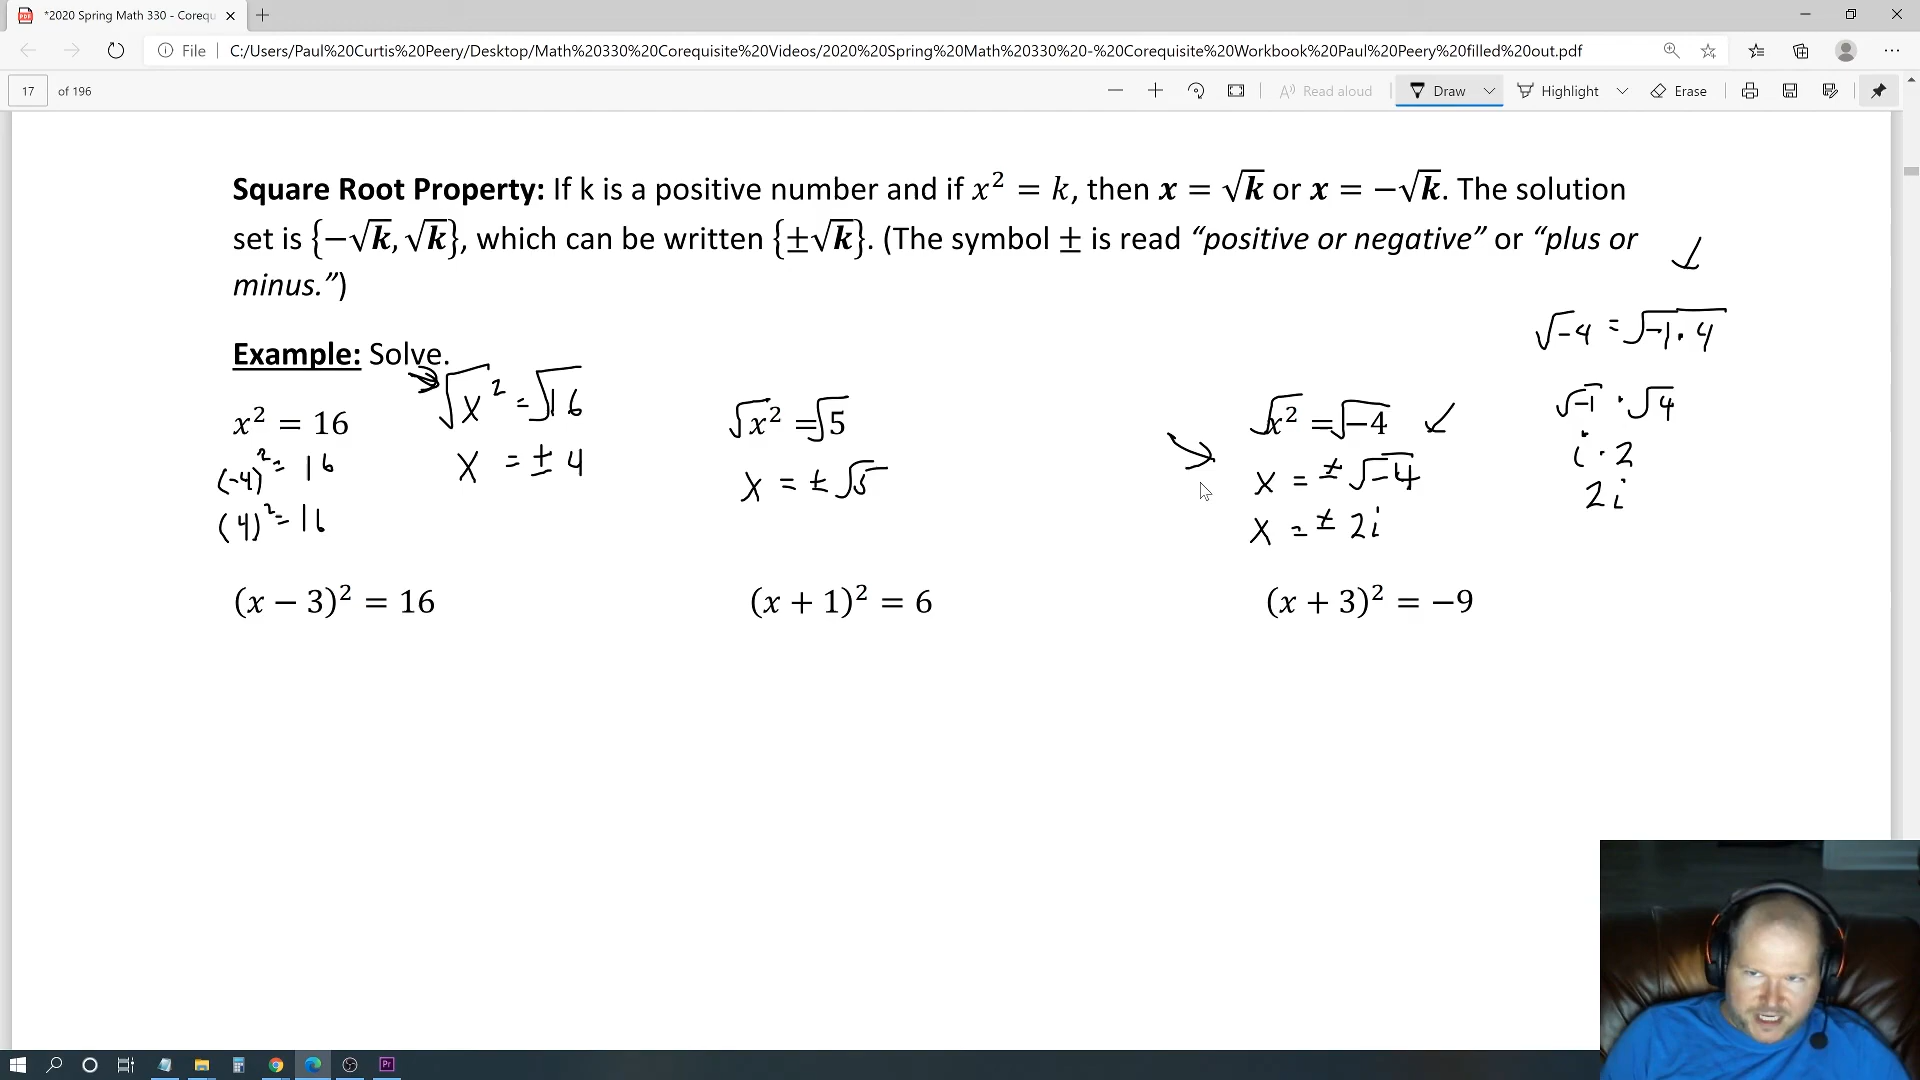 *2020 Spring Math 330 - Corequ
File C:/Users/Paul%20Curtis%20Peery/Desktop/Math%20330%20Corequisite%20Videos/2020%20Spring%20Math%20330%20-%20Corequisite%20Workbook%20Paul%20Peery%20filled%20out.pdf
17 of 196 Read aloud Draw Highlight Erase
Square Root Property: If k is a positive number and if x² = k, then x = √k or x = −√k. The solution
set is {−√k, √k}, which can be written {±√k}. (The symbol ± is read “positive or negative” or “plus or
minus.”)
√-4 = √-1·4
Example: Solve.
√x² = √16
√-1 · √4
x² = 16
√x² = √5
√x² = √−4
i · 2
(-4)² = 16
x = ± 4
x = ± √5
x = ± √-4
2i
(4)² = 16
x = ± 2i
(x − 3)² = 16
(x + 1)² = 6
(x + 3)² = −9
Pr